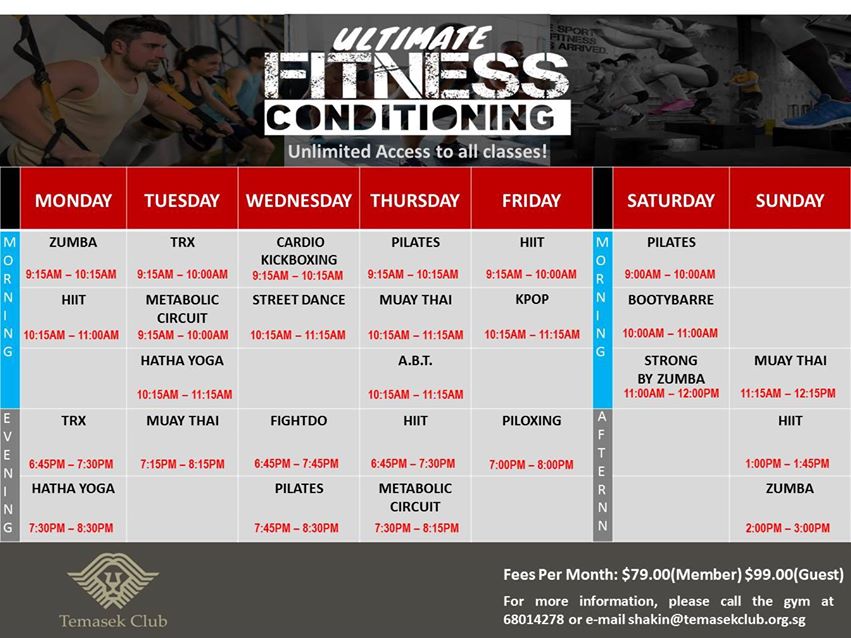 ULTIMATE
FITNESS
CONDITIONING
Unlimited Access to all classes!
SPORT
FITNESS
ARRIVED.
MONDAY TUESDAY WEDNESDAY THURSDAY FRIDAY SATURDAY SUNDAY
MORNING
ZUMBA TRX CARDIO PILATES HIIT
KICKBOXING
9:15AM – 10:15AM 9:15AM – 10:00AM 9:15AM – 10:15AM 9:15AM – 10:15AM 9:15AM – 10:00AM
HIIT METABOLIC STREET DANCE MUAY THAI KPOP
CIRCUIT
10:15AM – 11:00AM 9:15AM – 10:00AM 10:15AM – 11:15AM 10:15AM – 11:15AM 10:15AM – 11:15AM
HATHA YOGA A.B.T.
10:15AM – 11:15AM 10:15AM – 11:15AM
EVENING
TRX MUAY THAI FIGHTDO HIIT PILOXING
6:45PM – 7:30PM 7:15PM – 8:15PM 6:45PM – 7:45PM 6:45PM – 7:30PM 7:00PM – 8:00PM
HATHA YOGA PILATES METABOLIC
CIRCUIT
7:30PM – 8:30PM 7:45PM – 8:30PM 7:30PM – 8:15PM
MORNING
PILATES
9:00AM – 10:00AM
BOOTYBARRE
10:00AM – 11:00AM
STRONG MUAY THAI
BY ZUMBA
11:00AM – 12:00PM 11:15AM – 12:15PM
AFTERNN
HIIT
1:00PM – 1:45PM
ZUMBA
2:00PM – 3:00PM
Temasek Club
Fees Per Month: $79.00(Member) $99.00(Guest)
For more information, please call the gym at
68014278 or e-mail shakin@temasekclub.org.sg